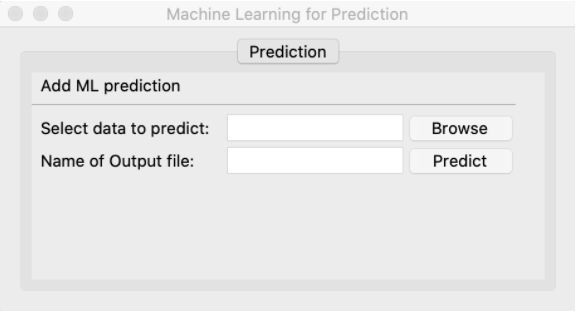 Machine Learning for Prediction
Prediction
Add ML prediction
Select data to predict: Browse
Name of Output file: Predict